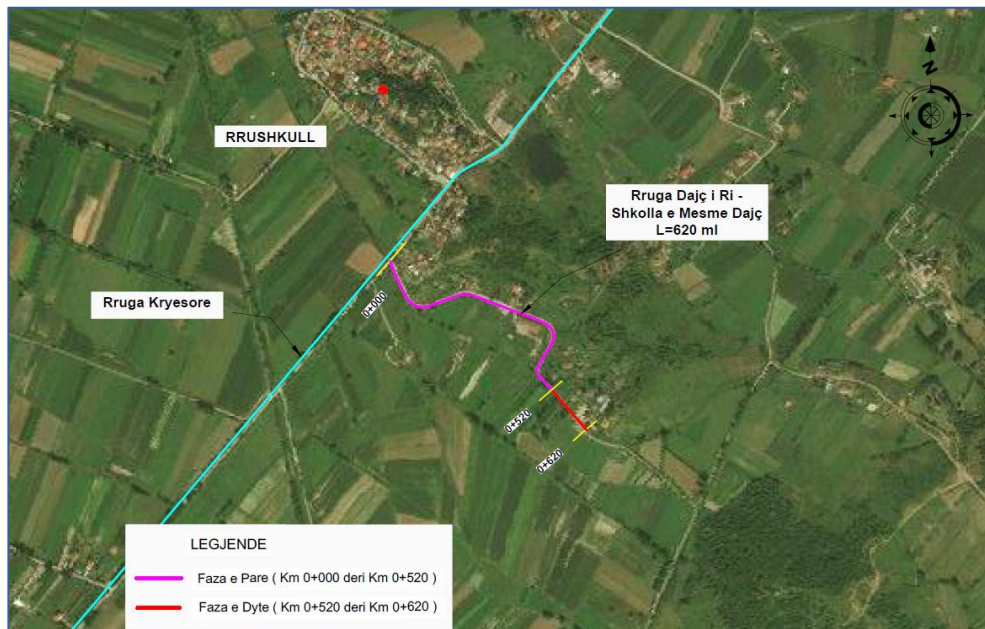 N
RRUSHKULL
Rruga Dajç i Ri -
Shkolla e Mesme Dajç
L=620 ml
Rruga Kryesore
0+000
0+520
0+620
LEGJENDE
Faza e Pare ( Km 0+000 deri Km 0+520 )
Faza e Dyte ( Km 0+520 deri Km 0+620 )